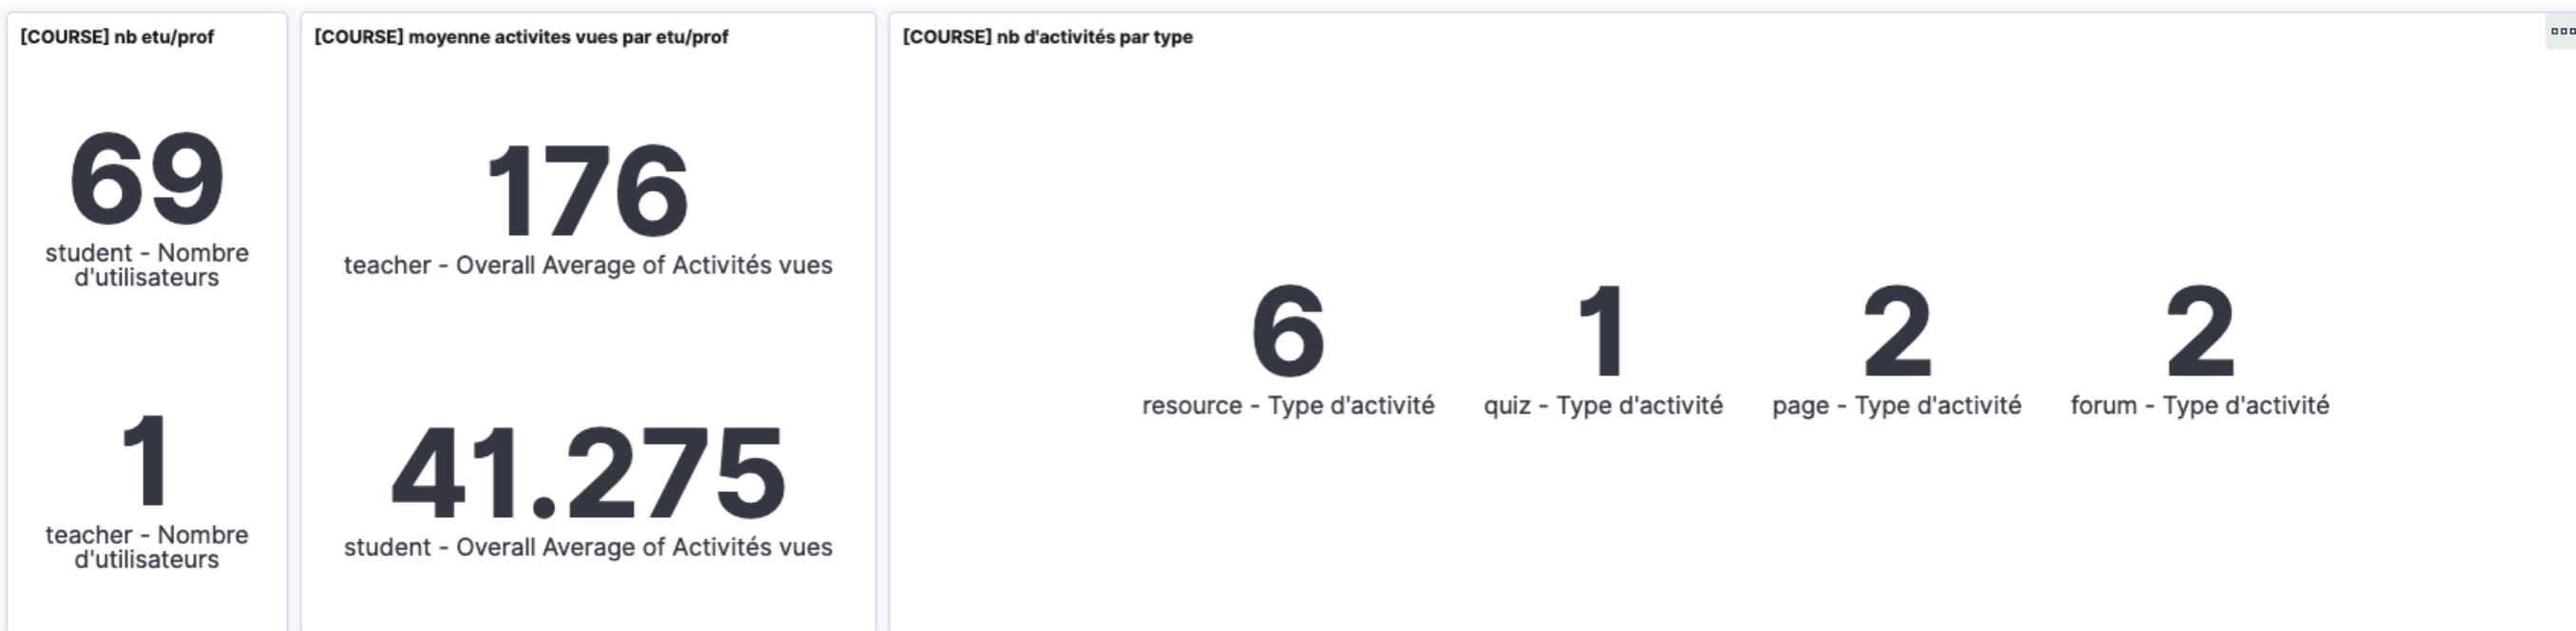 [COURSE] nb etu/prof
69
student - Nombre
d'utilisateurs
1
teacher - Nombre
d'utilisateurs
[COURSE] moyenne activites vues par etu/prof
176
teacher - Overall Average of Activités vues
41.275
student - Overall Average of Activités vues
[COURSE] nb d'activités par type
6
resource - Type d'activité
1
quiz - Type d'activité
2
page - Type d'activité
2
forum - Type d'activité